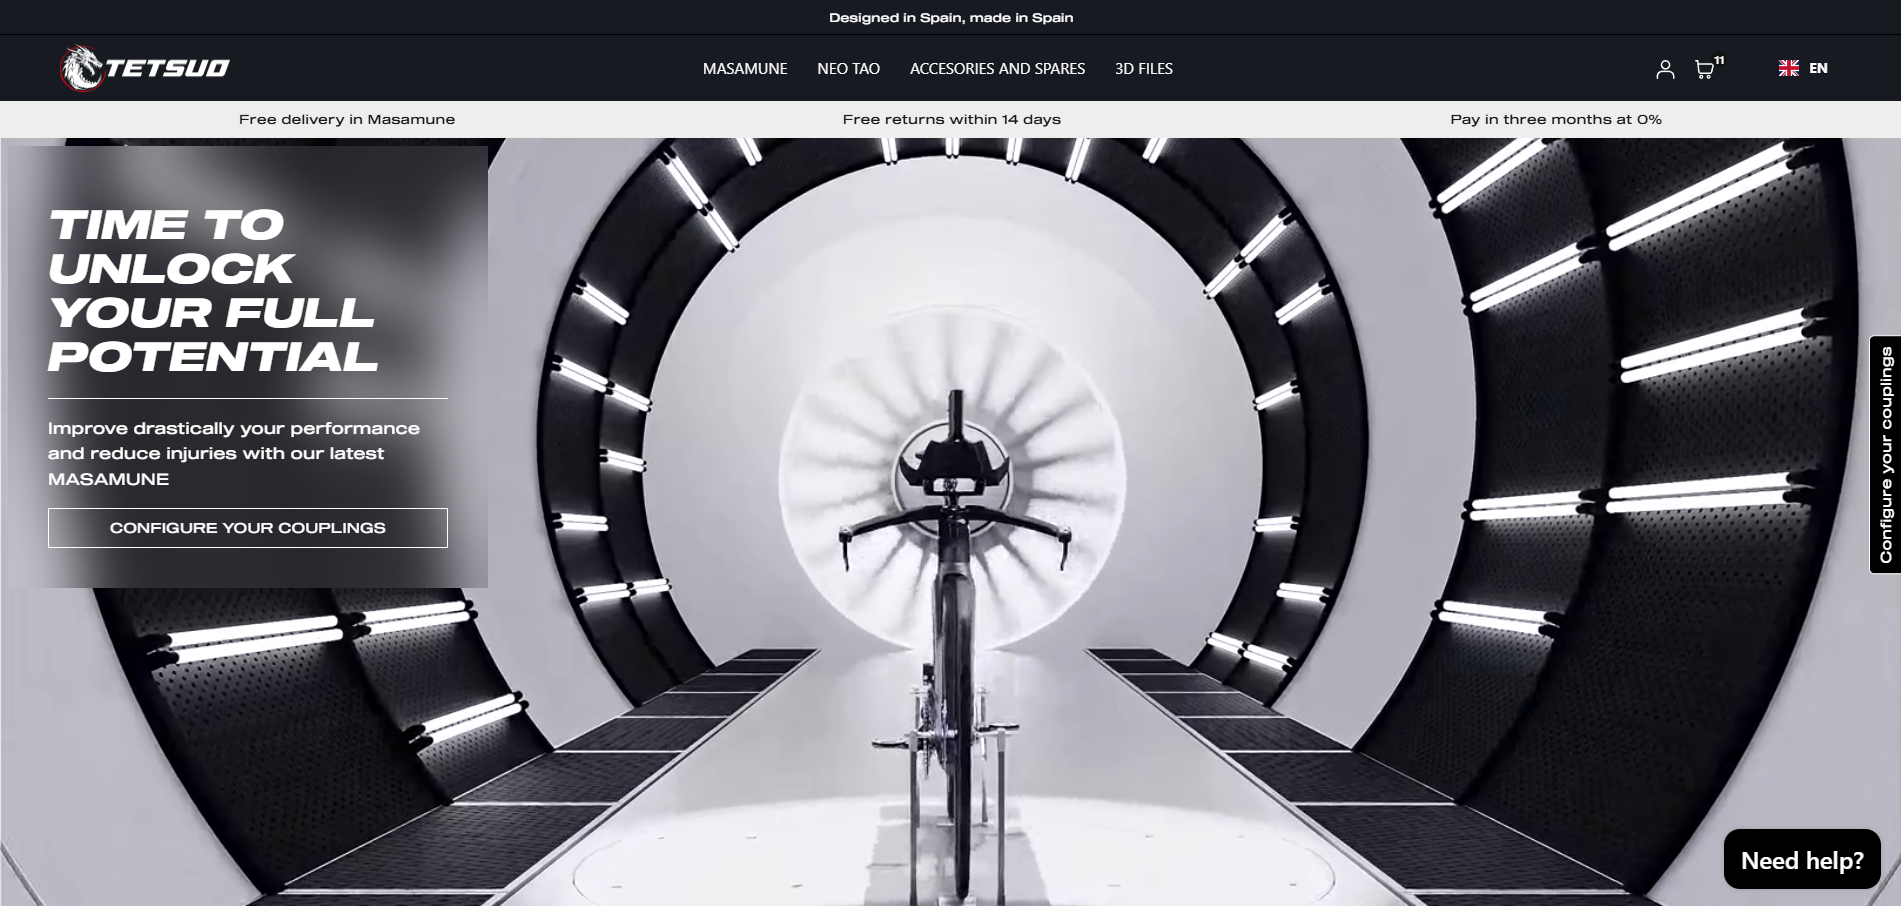 Designed in Spain, made in Spain
TETSUO
MASAMUNE
NEO TAO
ACCESORIES AND SPARES
3D FILES
11
EN
Free delivery in Masamune
Free returns within 14 days
Pay in three months at 0%
TIME TO
UNLOCK
YOUR FULL
POTENTIAL
Improve drastically your performance
and reduce injuries with our latest
MASAMUNE
CONFIGURE YOUR COUPLINGS
Configure your couplings
Need help?